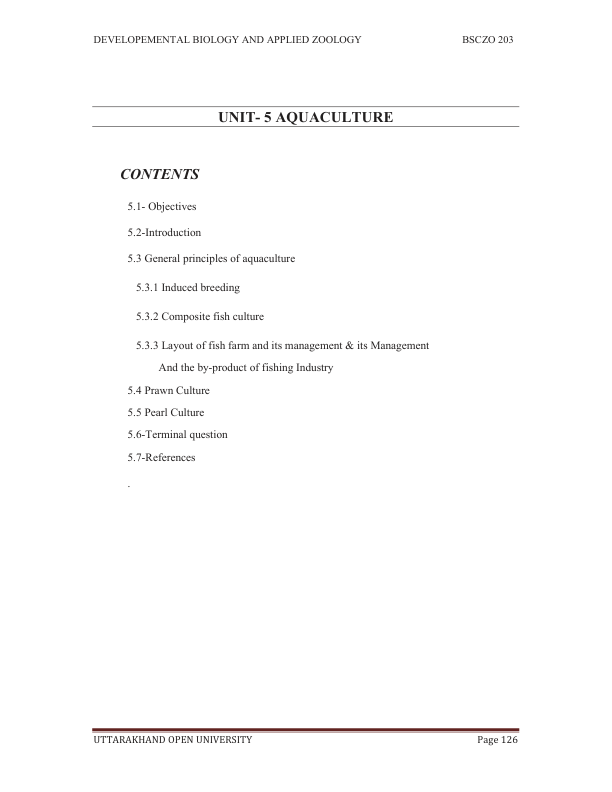 DEVELOPEMENTAL BIOLOGY AND APPLIED ZOOLOGY BSCZO 203
UNIT- 5 AQUACULTURE
CONTENTS
5.1- Objectives
5.2-Introduction
5.3 General principles of aquaculture
5.3.1 Induced breeding
5.3.2 Composite fish culture
5.3.3 Layout of fish farm and its management & its Management
And the by-product of fishing Industry
5.4 Prawn Culture
5.5 Pearl Culture
5.6-Terminal question
5.7-References
.
UTTARAKHAND OPEN UNIVERSITY Page 126